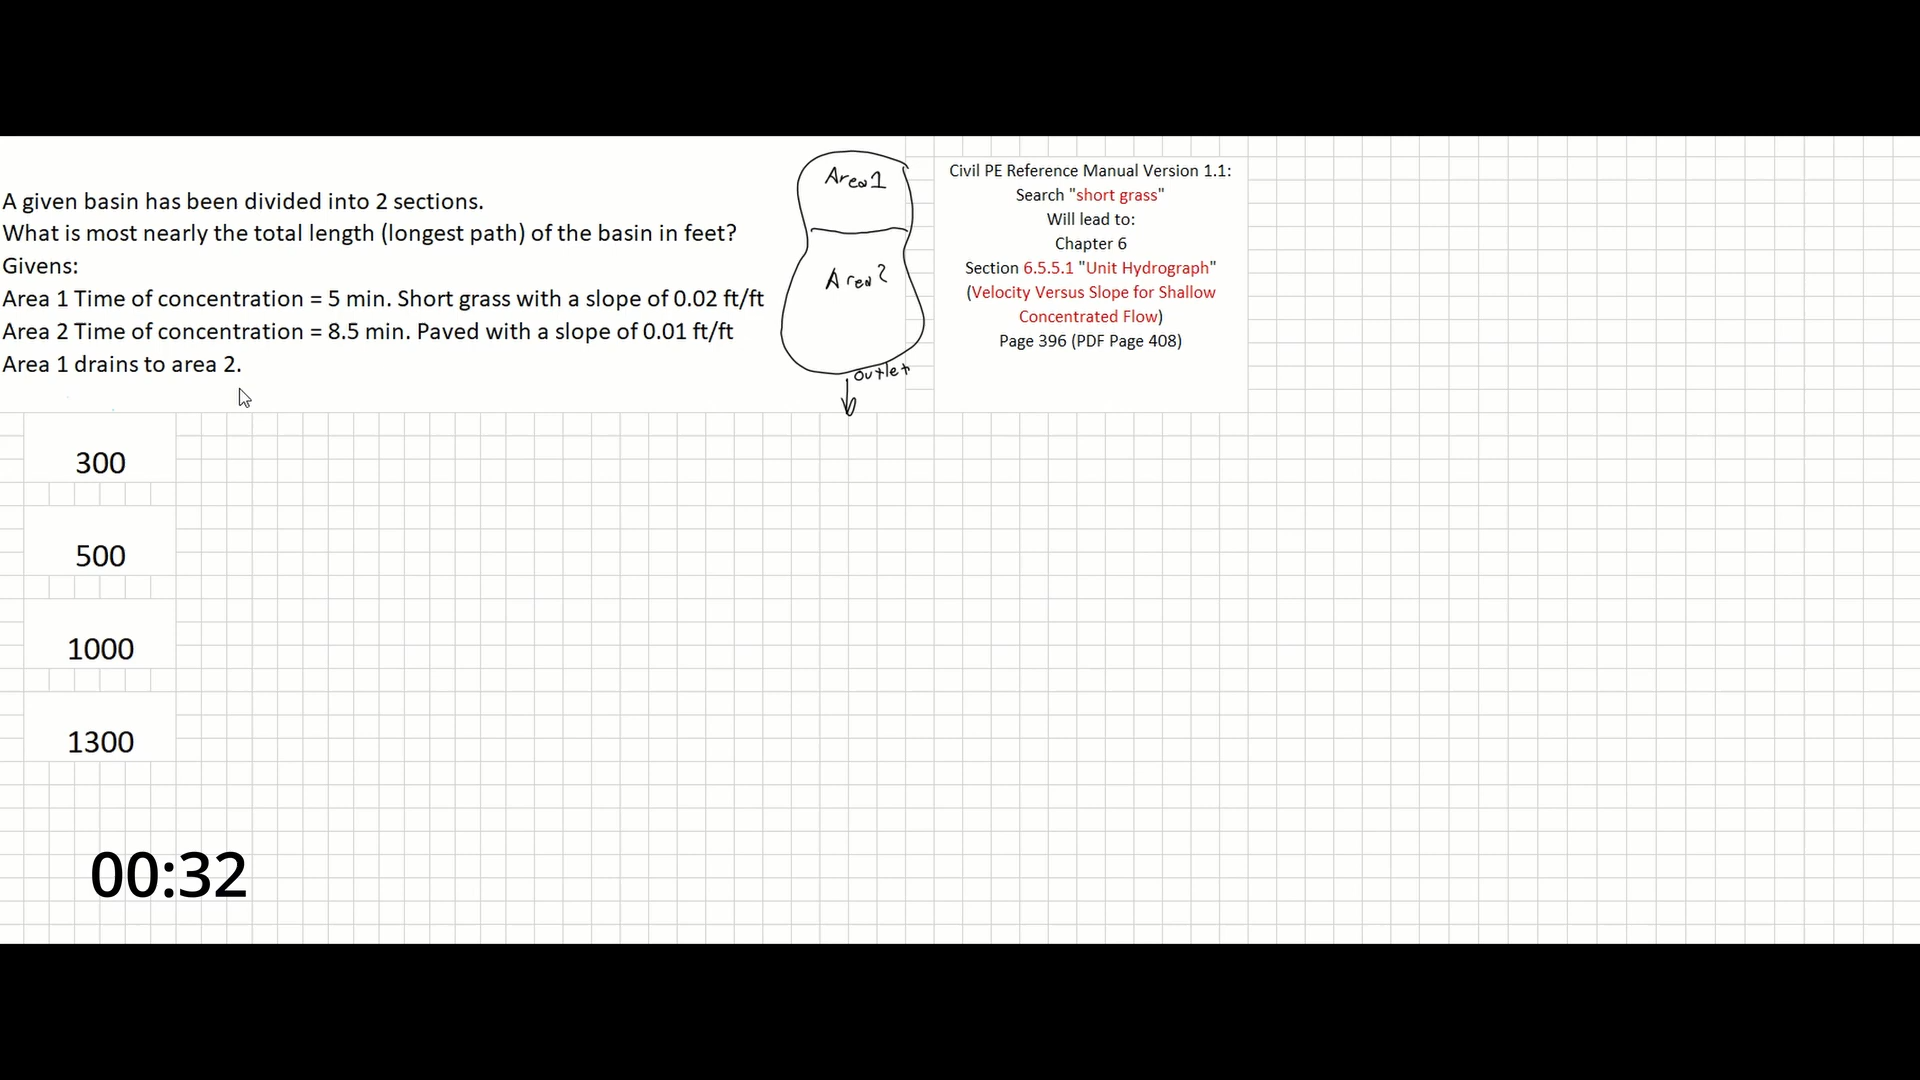 A given basin has been divided into 2 sections.
What is most nearly the total length (longest path) of the basin in feet?
Givens:
Area 1 Time of concentration = 5 min. Short grass with a slope of 0.02 ft/ft
Area 2 Time of concentration = 8.5 min. Paved with a slope of 0.01 ft/ft
Area 1 drains to area 2.
Area 1
Area 2
outlet
Civil PE Reference Manual Version 1.1:
Search "short grass"
Will lead to:
Chapter 6
Section 6.5.5.1 "Unit Hydrograph"
(Velocity Versus Slope for Shallow
Concentrated Flow)
Page 396 (PDF Page 408)
300
500
1000
1300
00:32